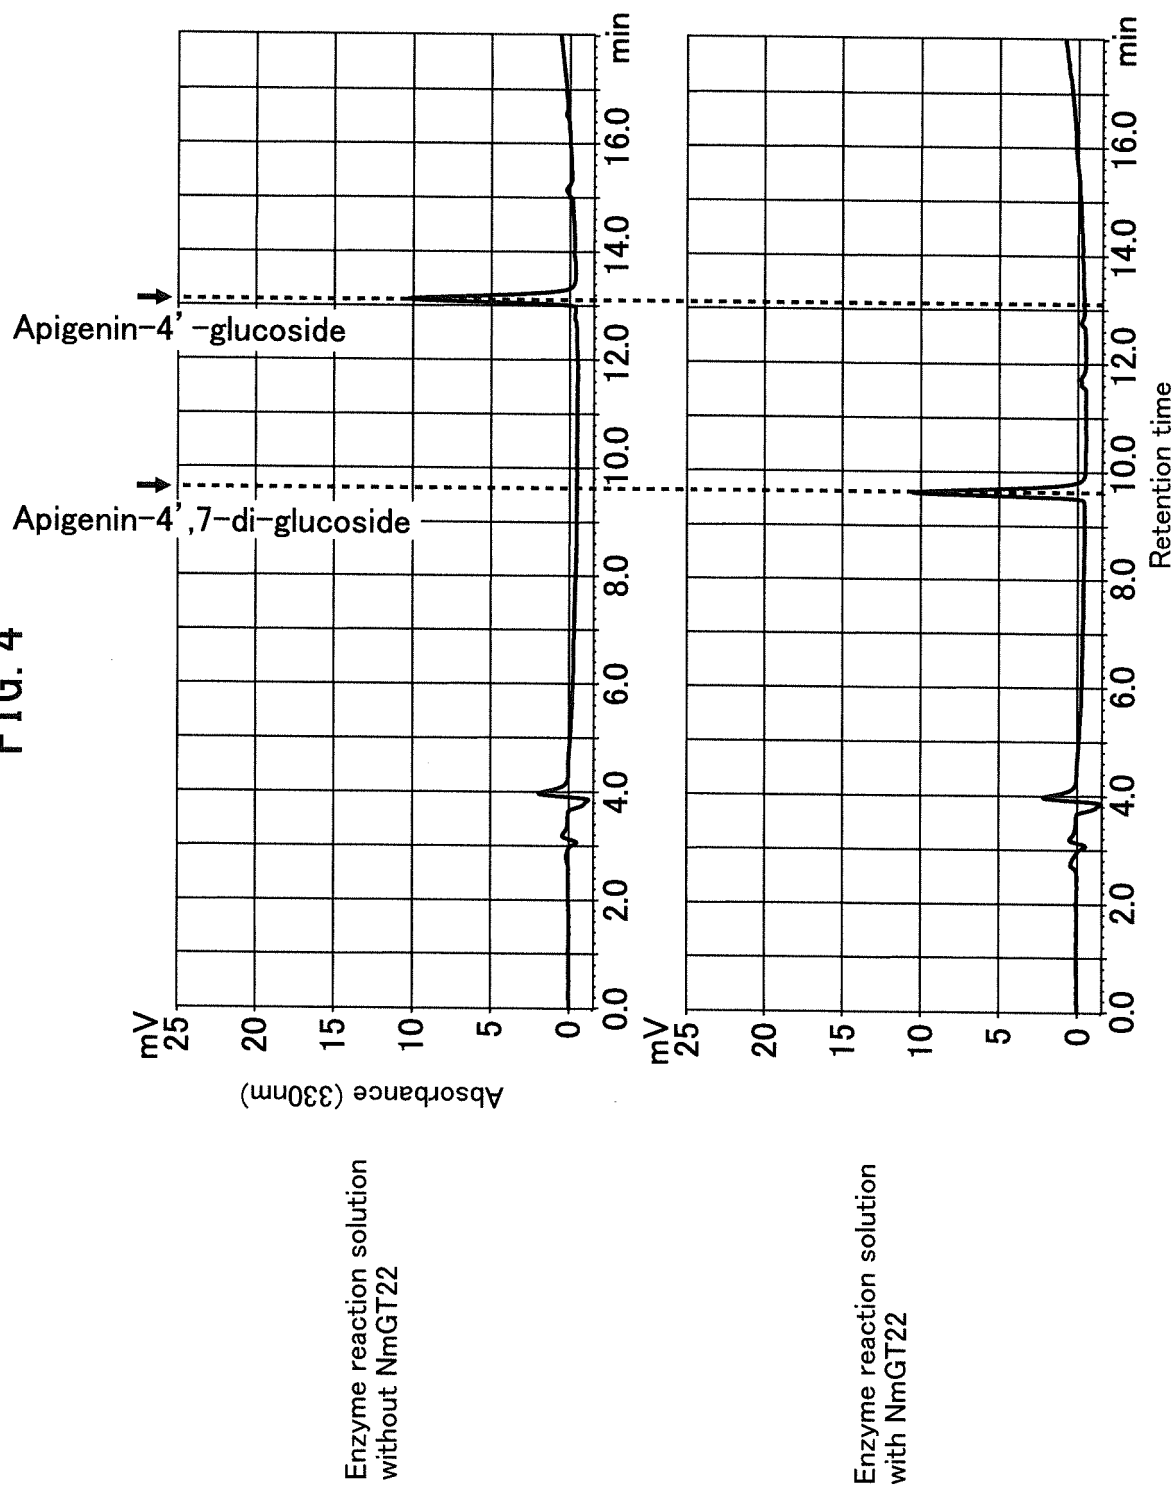 FIG. 4
Apigenin-4',7-di-glucoside
Apigenin-4'-glucoside
Enzyme reaction solution
without NmGT22
Absorbance (330nm)
mV
25
20
15
10
5
0
0.0 2.0 4.0 6.0 8.0 10.0 12.0 14.0 16.0 min
Enzyme reaction solution
with NmGT22
mV
25
20
15
10
5
0
0.0 2.0 4.0 6.0 8.0 10.0 12.0 14.0 16.0 min
Retention time